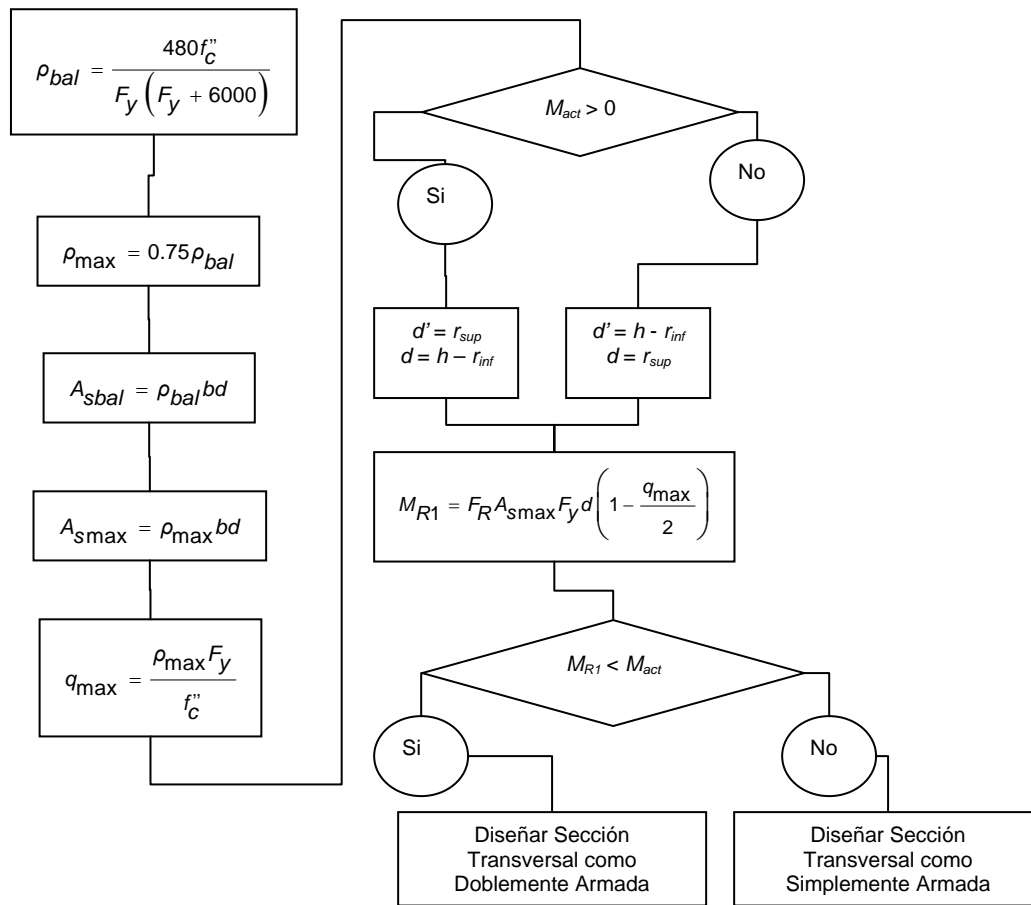 ρbal = 480f"c / Fy (Fy + 6000)
ρmax = 0.75ρbal
Asbal = ρbal bd
Asmax = ρmax bd
qmax = ρmax Fy / f"c
Mact > 0
Si
No
d' = rsup
d = h – rinf
d' = h - rinf
d = rsup
MR1 = FR Asmax Fy d (1 − qmax / 2)
MR1 < Mact
Si
No
Diseñar Sección
Transversal como
Doblemente Armada
Diseñar Sección
Transversal como
Simplemente Armada